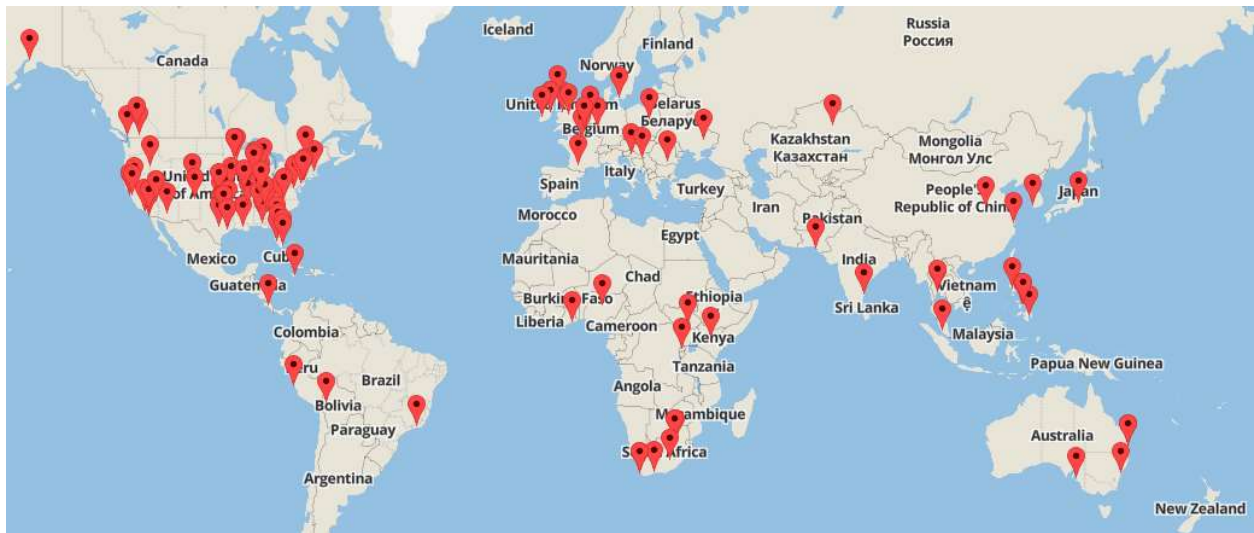 Russia
Россия
Iceland
Finland
Canada
Norway
United Kingdom
Belarus
Беларусь
Belgium
Kazakhstan
Казахстан
Mongolia
Монгол Улс
Italy
Spain
Turkey
People's
Republic of China
Japan
United
of America
Morocco
Iran
Pakistan
Egypt
Mexico
Cuba
Mauritania
India
Guatemala
Chad
Burkina Faso
Ethiopia
Vietnam
Liberia
Cameroon
Sri Lanka
Colombia
Kenya
Malaysia
Peru
Brazil
Tanzania
Papua New Guinea
Angola
Bolivia
Mozambique
Paraguay
Australia
South Africa
Argentina
New Zealand